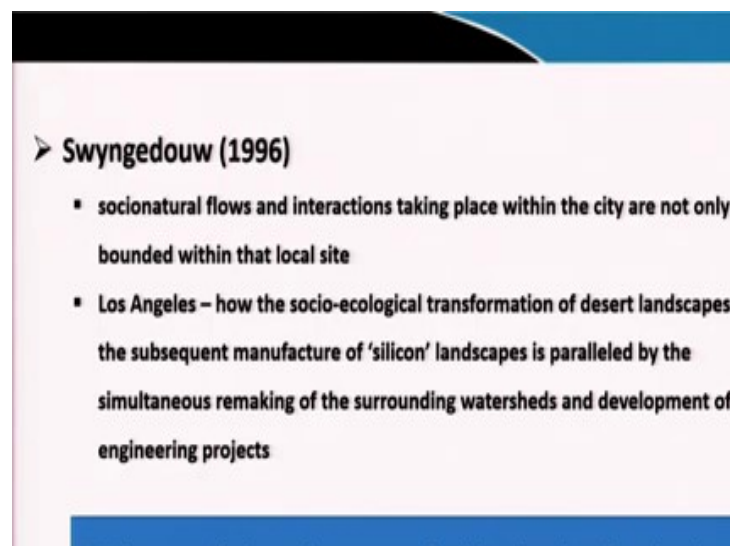 Swyngedouw (1996)
socionatural flows and interactions taking place within the city are not only
bounded within that local site
Los Angeles – how the socio-ecological transformation of desert landscapes
the subsequent manufacture of ‘silicon’ landscapes is paralleled by the
simultaneous remaking of the surrounding watersheds and development of
engineering projects